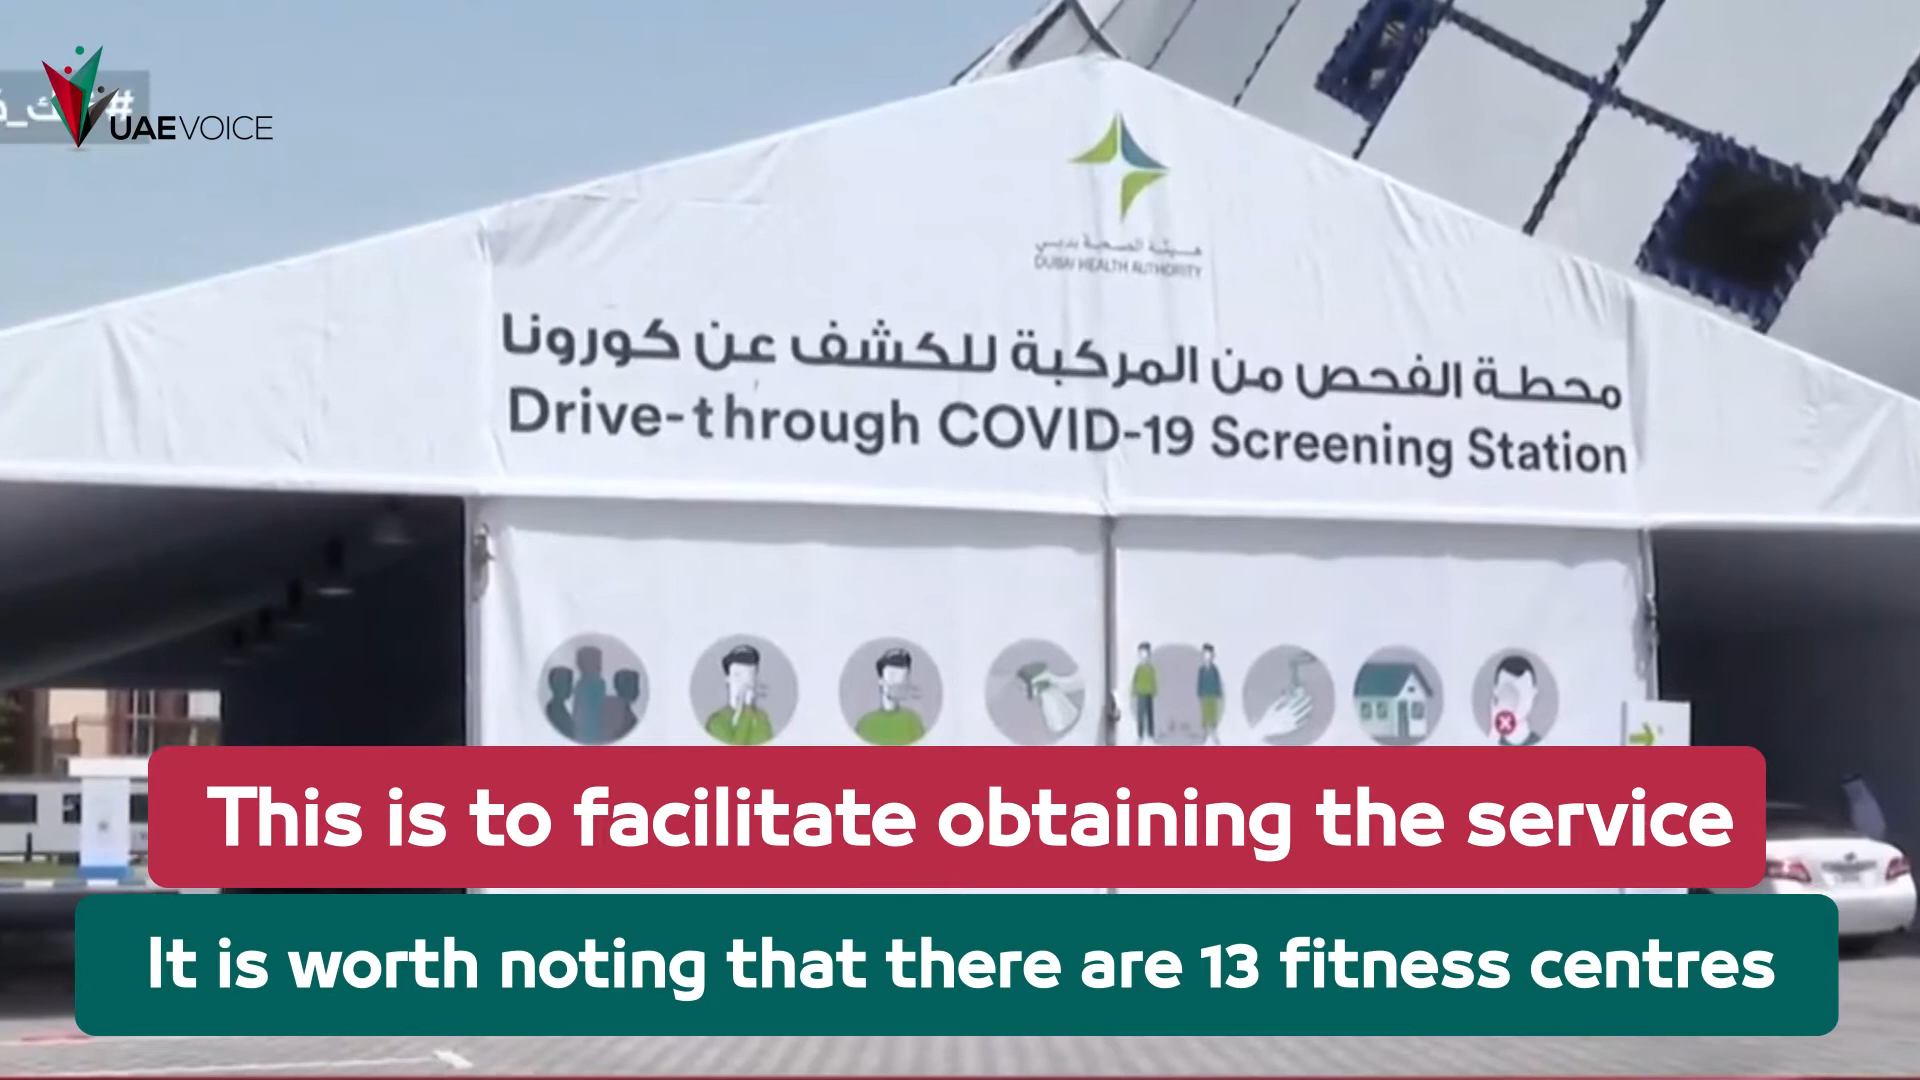 UAEVOICE
هيئة الصحة بدبي
DUBAI HEALTH AUTHORITY
محطة الفحص من المركبة للكشف عن كورونا
Drive-through COVID-19 Screening Station
This is to facilitate obtaining the service
It is worth noting that there are 13 fitness centres